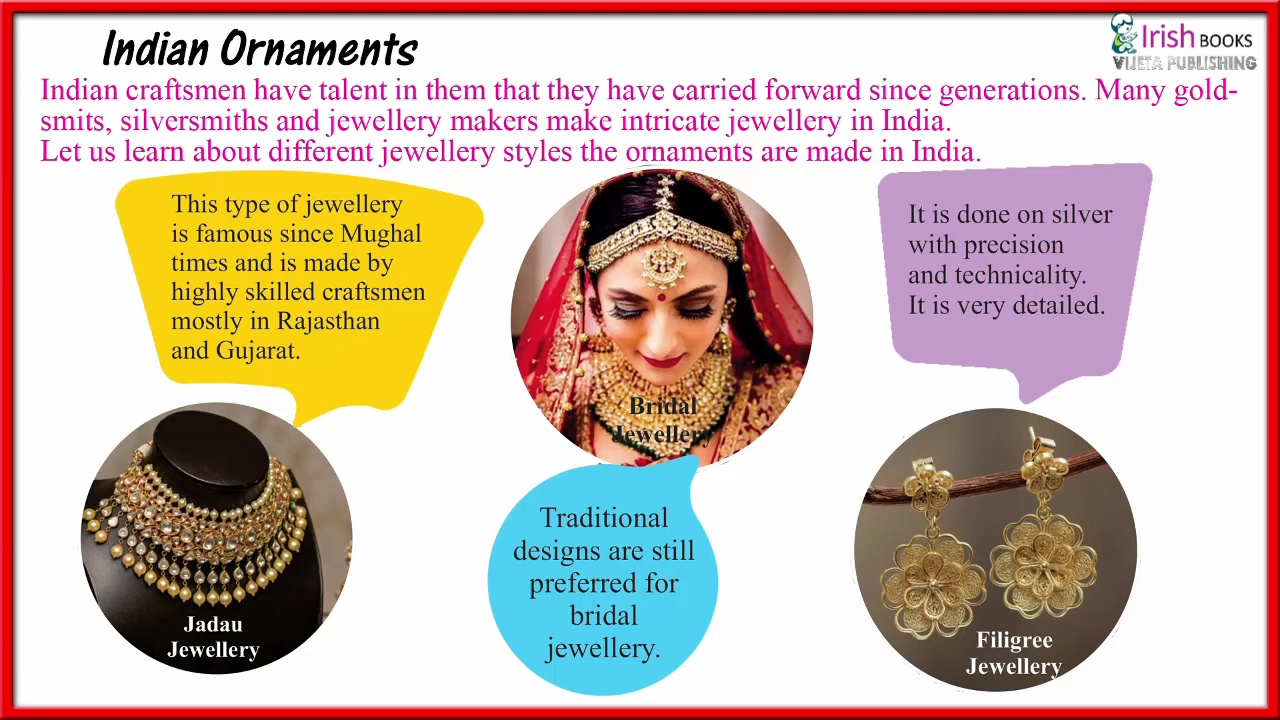 Indian Ornaments
Irish BOOKS
VIJETA PUBLISHING
Indian craftsmen have talent in them that they have carried forward since generations. Many gold-
smits, silversmiths and jewellery makers make intricate jewellery in India.
Let us learn about different jewellery styles the ornaments are made in India.
This type of jewellery
is famous since Mughal
times and is made by
highly skilled craftsmen
mostly in Rajasthan
and Gujarat.
Jadau
Jewellery
Bridal
Jewellery
Traditional
designs are still
preferred for
bridal
jewellery.
It is done on silver
with precision
and technicality.
It is very detailed.
Filigree
Jewellery